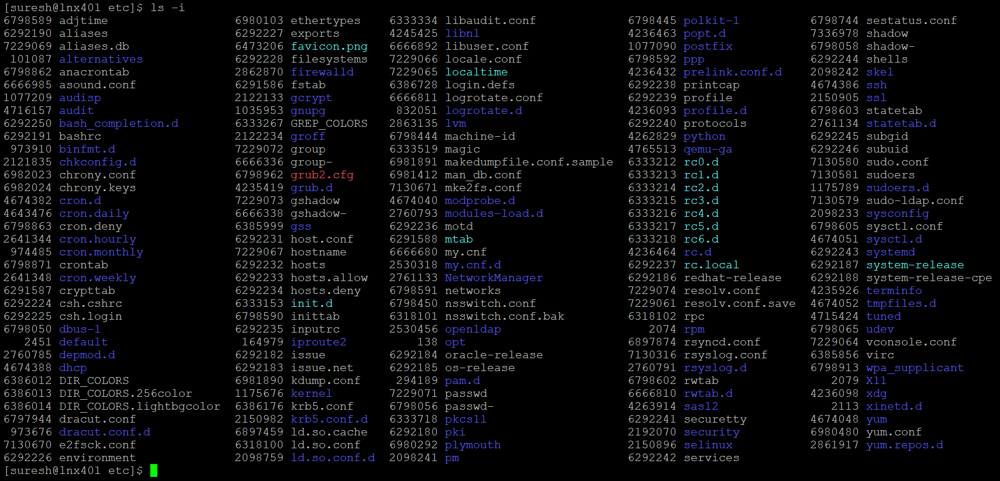 [suresh@lnx401 etc]$ ls -i
6798589 adjtime 6980103 ethertypes 6333334 libaudit.conf 6798445 polkit-1 6798744 sestatus.conf
6292190 aliases 6292227 exports 4245425 libnl 4236463 popt.d 7336978 shadow
7229069 aliases.db 6473206 favicon.png 6666892 libuser.conf 1077090 postfix 6798058 shadow-
101087 alternatives 6292228 filesystems 7229066 locale.conf 6798592 ppp 6292244 shells
6798862 anacrontab 2862870 firewalld 7229065 localtime 4236432 prelink.conf.d 2098242 skel
6666985 asound.conf 6291586 fstab 6386728 login.defs 6292238 printcap 4674386 ssh
1077209 audisp 2122133 gcrypt 6666811 logrotate.conf 6292239 profile 2150905 ssl
4716157 audit 1035953 gnupg 832051 logrotate.d 4236093 profile.d 6798603 statetab
6292250 bash_completion.d 6333267 GREP_COLORS 2863135 lvm 6292240 protocols 2761134 statetab.d
6292191 bashrc 2122234 groff 6798444 machine-id 4262829 python 6292245 subgid
973910 binfmt.d 7229072 group 6333519 magic 4765513 qemu-ga 6292246 subuid
2121835 chkconfig.d 6666336 group- 6981891 makedumpfile.conf.sample 6333212 rc0.d 7130580 sudo.conf
6982023 chrony.conf 6798962 grub2.cfg 6981412 man_db.conf 6333213 rc1.d 7130581 sudoers
6982024 chrony.keys 4235419 grub.d 7130671 mke2fs.conf 6333214 rc2.d 1175789 sudoers.d
4674382 cron.d 7229073 gshadow 4674040 modprobe.d 6333215 rc3.d 7130579 sudo-ldap.conf
4643476 cron.daily 6666338 gshadow- 2760793 modules-load.d 6333216 rc4.d 2098233 sysconfig
6798863 cron.deny 6385999 gss 6292236 motd 6333217 rc5.d 6798605 sysctl.conf
2641344 cron.hourly 6292231 host.conf 6291588 mtab 6333218 rc6.d 4674051 sysctl.d
974485 cron.monthly 7229067 hostname 6666680 my.cnf 4236464 rc.d 6292243 systemd
6798871 crontab 6292232 hosts 2530318 my.cnf.d 6292237 rc.local 6292187 system-release
2641348 cron.weekly 6292233 hosts.allow 2761133 NetworkManager 6292186 redhat-release 6292188 system-release-cpe
6291587 crypttab 6292234 hosts.deny 6798591 networks 7229074 resolv.conf 4235926 terminfo
6292224 csh.cshrc 6333153 init.d 6798450 nsswitch.conf 7229061 resolv.conf.save 4674052 tmpfiles.d
6292225 csh.login 6798590 inittab 6318101 nsswitch.conf.bak 6318102 rpc 4715424 tuned
6798050 dbus-1 6292235 inputrc 2530456 openldap 2074 rpm 6798065 udev
2451 default 164979 iproute2 138 opt 6897874 rsyncd.conf 7229064 vconsole.conf
2760785 depmod.d 6292182 issue 6292184 oracle-release 7130316 rsyslog.conf 6385856 virc
4674388 dhcp 6292183 issue.net 6292185 os-release 2760791 rsyslog.d 6798913 wpa_supplicant
6386012 DIR_COLORS 6981890 kdump.conf 294189 pam.d 6798602 rwtab 2079 X11
6386013 DIR_COLORS.256color 1175676 kernel 7229071 passwd 6666810 rwtab.d 4236098 xdg
6386014 DIR_COLORS.lightbgcolor 6386176 krb5.conf 6798056 passwd- 4263914 sasl2 2113 xinetd.d
6797944 dracut.conf 2150982 krb5.conf.d 6333718 pkcs11 6292241 securetty 4674048 yum
973676 dracut.conf.d 6897459 ld.so.cache 6292180 pki 2192070 security 6980480 yum.conf
7130670 e2fsck.conf 6318100 ld.so.conf 6980292 plymouth 2150896 selinux 2861917 yum.repos.d
6292226 environment 2098759 ld.so.conf.d 2098241 pm 6292242 services
[suresh@lnx401 etc]$